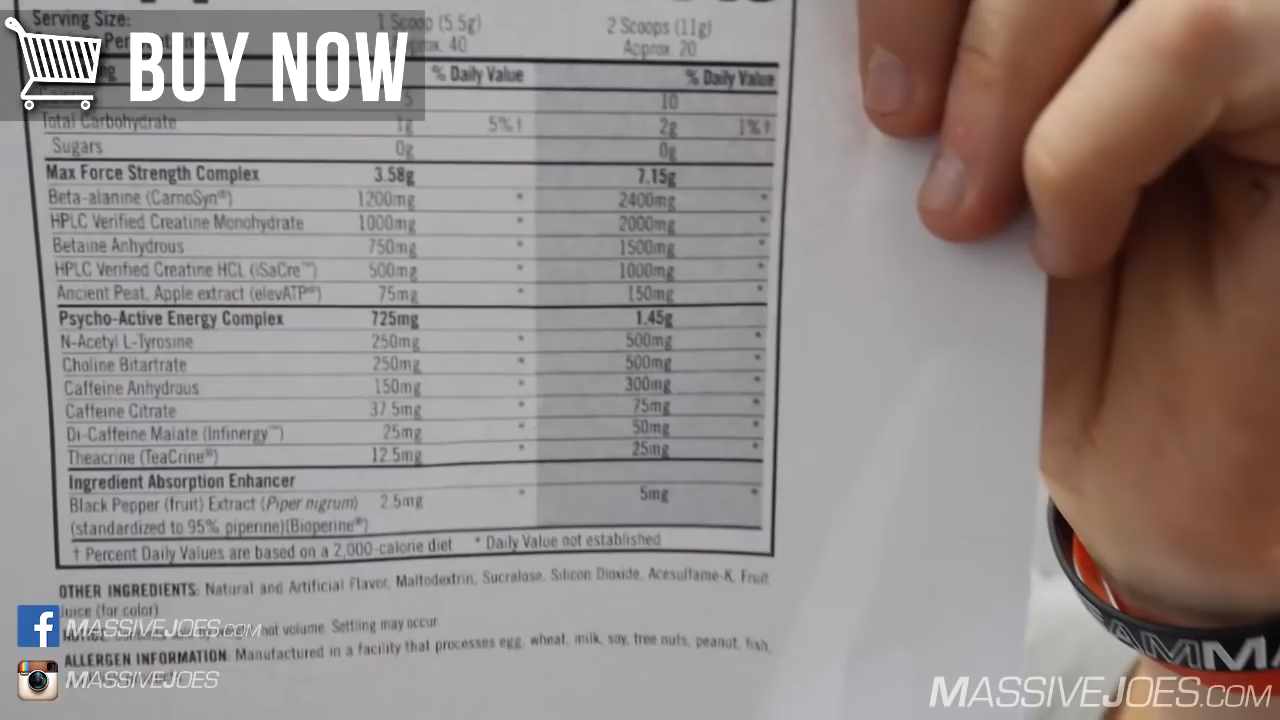 Serving Size: 1 Scoop (5.5g) 2 Scoops (11g)
Approx. 20
BUY NOW
% Daily Value % Daily Value
5 10
Total Carbohydrate 1g 5%† 2g 1%†
Sugars 0g 0g
Max Force Strength Complex 3.58g 7.15g
Beta-alanine (CarnoSyn®) 1200mg * 2400mg *
HPLC Verified Creatine Monohydrate 1000mg * 2000mg *
Betaine Anhydrous 750mg * 1500mg *
HPLC Verified Creatine HCL (iSaCre™) 500mg * 1000mg *
Ancient Peat, Apple extract (elevATP®) 75mg * 150mg *
Psycho-Active Energy Complex 725mg 1.45g
N-Acetyl L-Tyrosine 250mg * 500mg *
Choline Bitartrate 250mg * 500mg *
Caffeine Anhydrous 150mg * 300mg *
Caffeine Citrate 37.5mg * 75mg *
Di-Caffeine Malate (Infinergy™) 25mg * 50mg *
Theacrine (TeaCrine®) 12.5mg * 25mg *
Ingredient Absorption Enhancer
Black Pepper (fruit) Extract (Piper nigrum) 2.5mg * 5mg *
(standardized to 95% piperine)(Bioperine®)
† Percent Daily Values are based on a 2,000-calorie diet * Daily Value not established
OTHER INGREDIENTS: Natural and Artificial Flavor, Maltodextrin, Sucralose, Silicon Dioxide, Acesulfame-K, Fruit
Juice (for color)
not volume. Settling may occur
MASSIVEJOES.COM
ALLERGEN INFORMATION: Manufactured in a facility that processes egg, wheat, milk, soy, tree nuts, peanut, fish,
MASSIVEJOES
MASSIVEJOES.COM